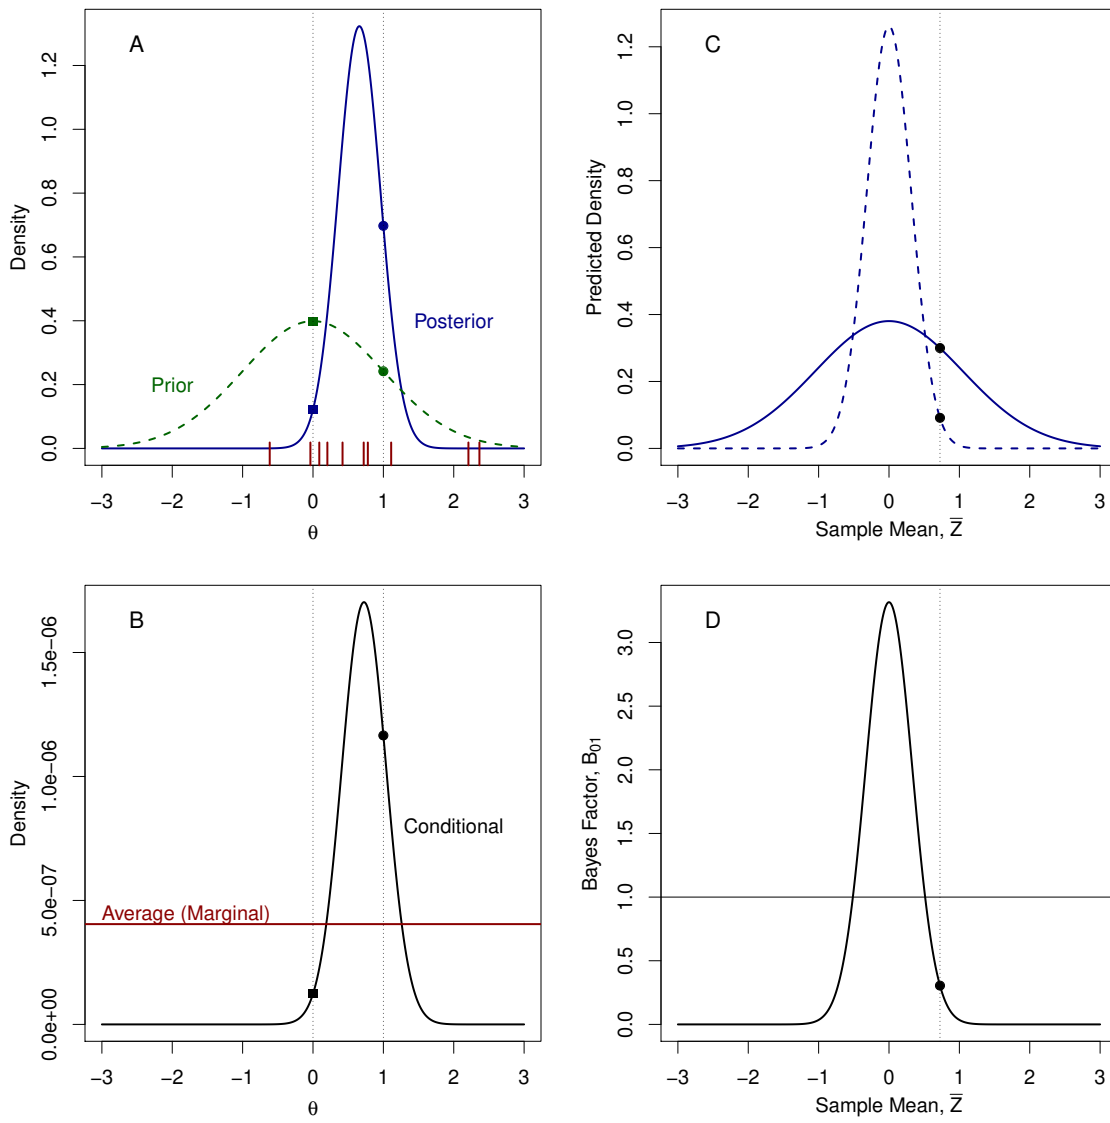 A
Density
0.0 0.2 0.4 0.6 0.8 1.0 1.2
Prior
Posterior
−3 −2 −1 0 1 2 3
θ
C
Predicted Density
0.0 0.2 0.4 0.6 0.8 1.0 1.2
−3 −2 −1 0 1 2 3
Sample Mean, Z̅
B
Density
0.0e+00 5.0e−07 1.0e−06 1.5e−06
Conditional
Average (Marginal)
−3 −2 −1 0 1 2 3
θ
D
Bayes Factor, B₀₁
0.0 0.5 1.0 1.5 2.0 2.5 3.0
−3 −2 −1 0 1 2 3
Sample Mean, Z̅